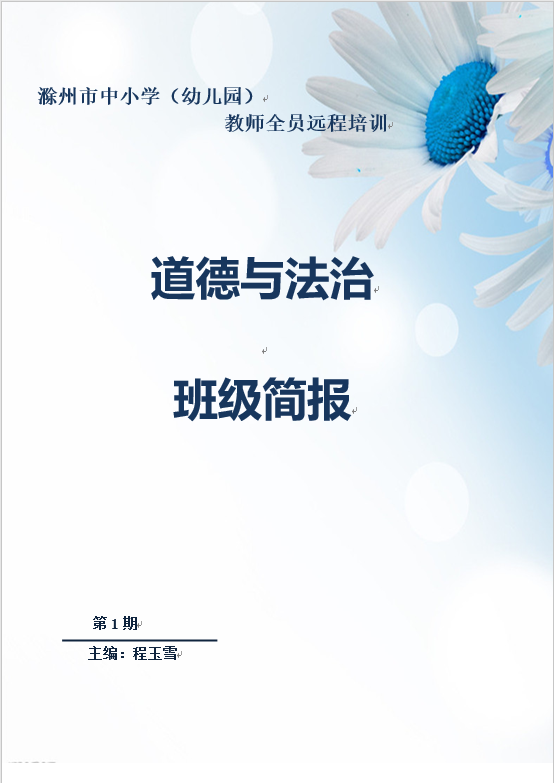 滁州市中小学（幼儿园）
教师全员远程培训
道德与法治
班级简报
第 1 期
主编：程玉雪